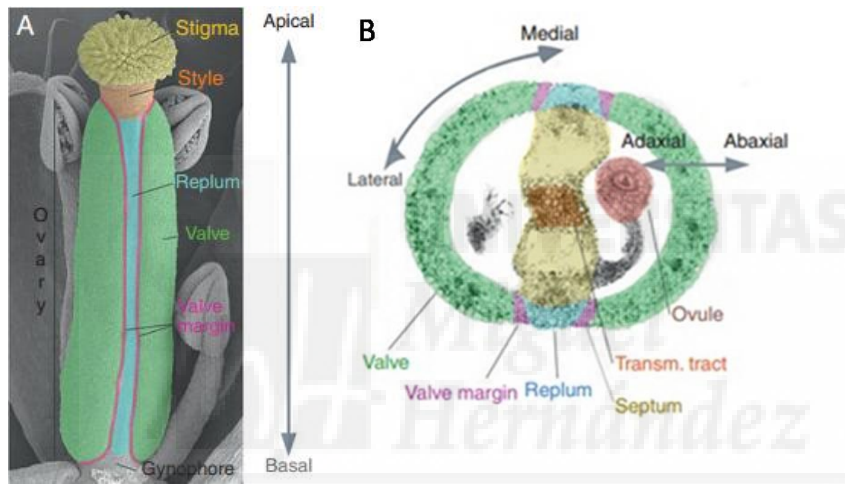 A
Stigma
Style
Replum
Valve
Valve
margin
Ovary
Gynophore
Apical
Basal
B
Medial
Lateral
Adaxial
Abaxial
Valve
Valve margin
Replum
Septum
Transm. tract
Ovule
Miguel
Hernández